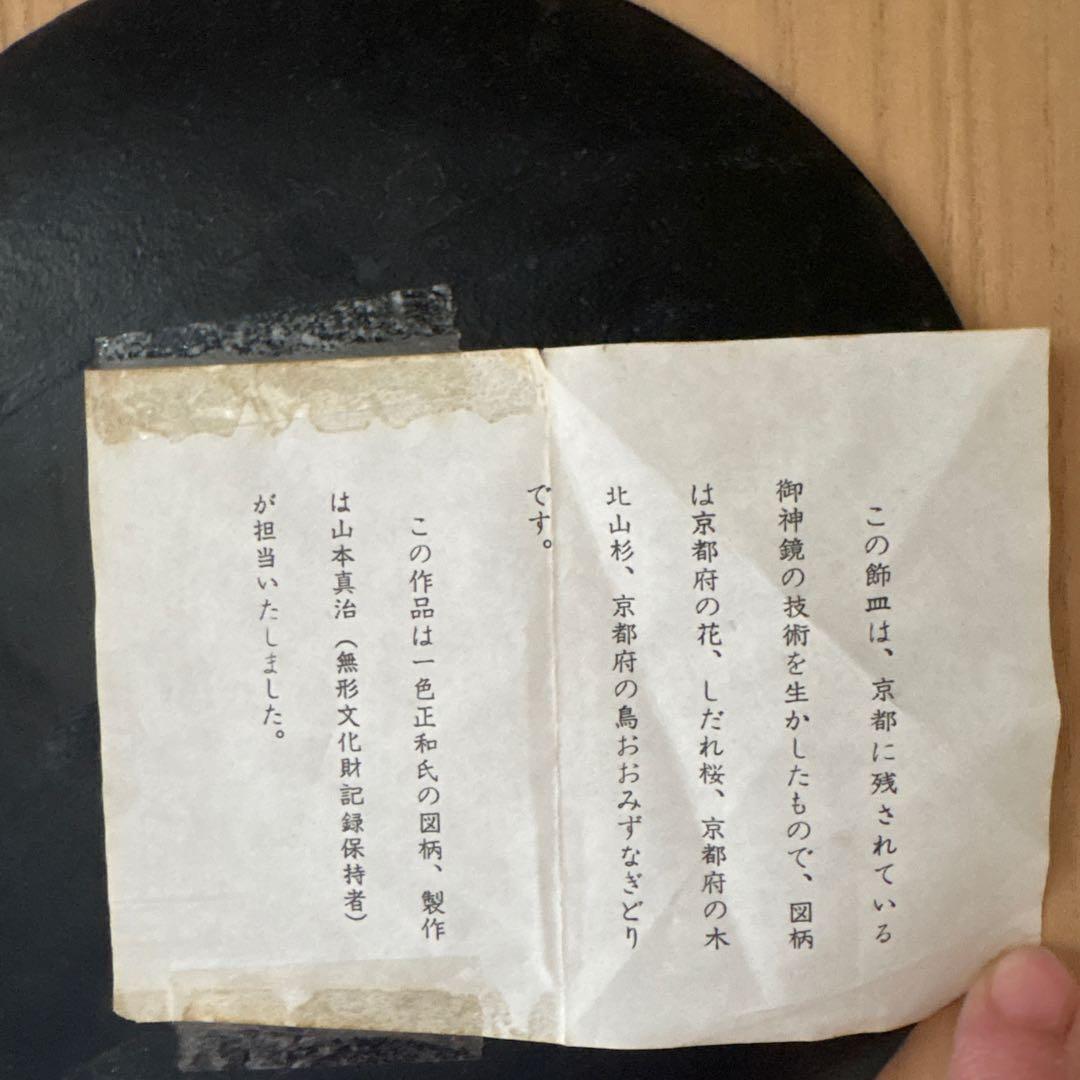 この飾皿は、京都に残されている
御神鏡の技術を生かしたもので、図柄
は京都府の花、しだれ桜、京都府の木
北山杉、京都府の鳥おおみずなぎどり
です。
この作品は一色正和氏の図柄、製作
は山本真治（無形文化財記録保持者）
が担当いたしました。